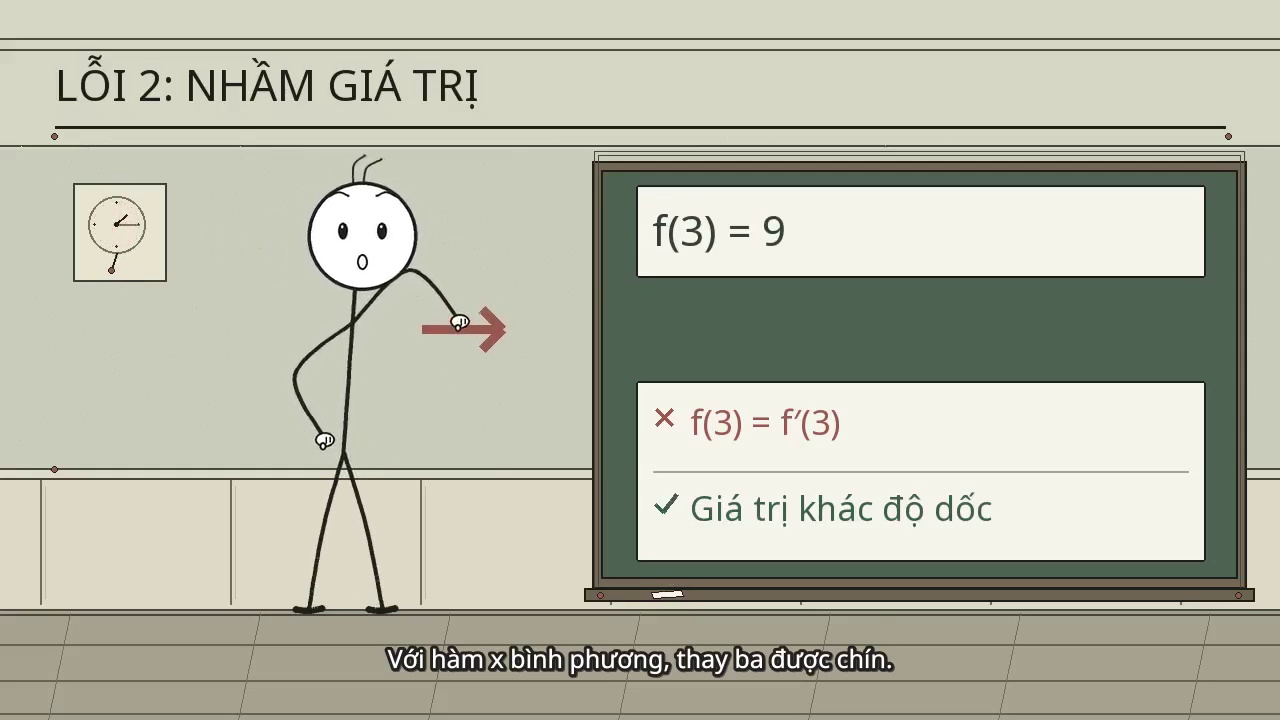 LỖI 2: NHẦM GIÁ TRỊ
f(3) = 9
✕ f(3) = f′(3)
✓ Giá trị khác độ dốc
Với hàm x bình phương, thay ba được chín.